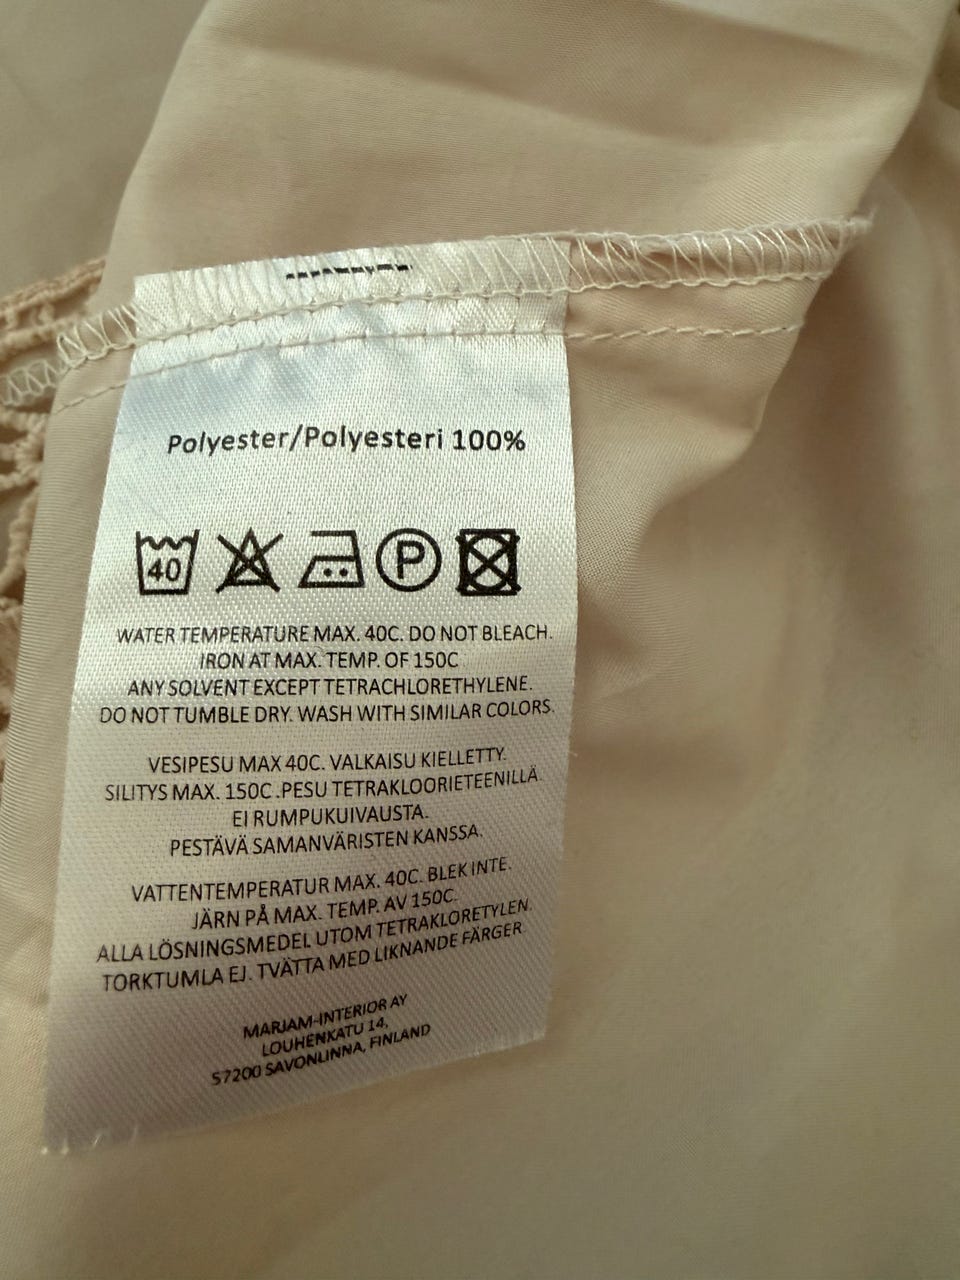 Polyester/Polyesteri 100%
40 P
WATER TEMPERATURE MAX. 40C. DO NOT BLEACH.
IRON AT MAX. TEMP. OF 150C
ANY SOLVENT EXCEPT TETRACHLORETHYLENE.
DO NOT TUMBLE DRY. WASH WITH SIMILAR COLORS.
VESIPESU MAX 40C. VALKAISU KIELLETTY.
SILITYS MAX. 150C .PESU TETRAKLOORIETEENILLÄ.
EI RUMPUKUIVAUSTA.
PESTÄVÄ SAMANVÄRISTEN KANSSA.
VATTENTEMPERATUR MAX. 40C. BLEK INTE.
JÄRN PÅ MAX. TEMP. AV 150C.
ALLA LÖSNINGSMEDEL UTOM TETRAKLORETYLEN.
TORKTUMLA EJ. TVÄTTA MED LIKNANDE FÄRGER
MARJAM-INTERIOR AY
LOUHENKATU 14,
57200 SAVONLINNA, FINLAND